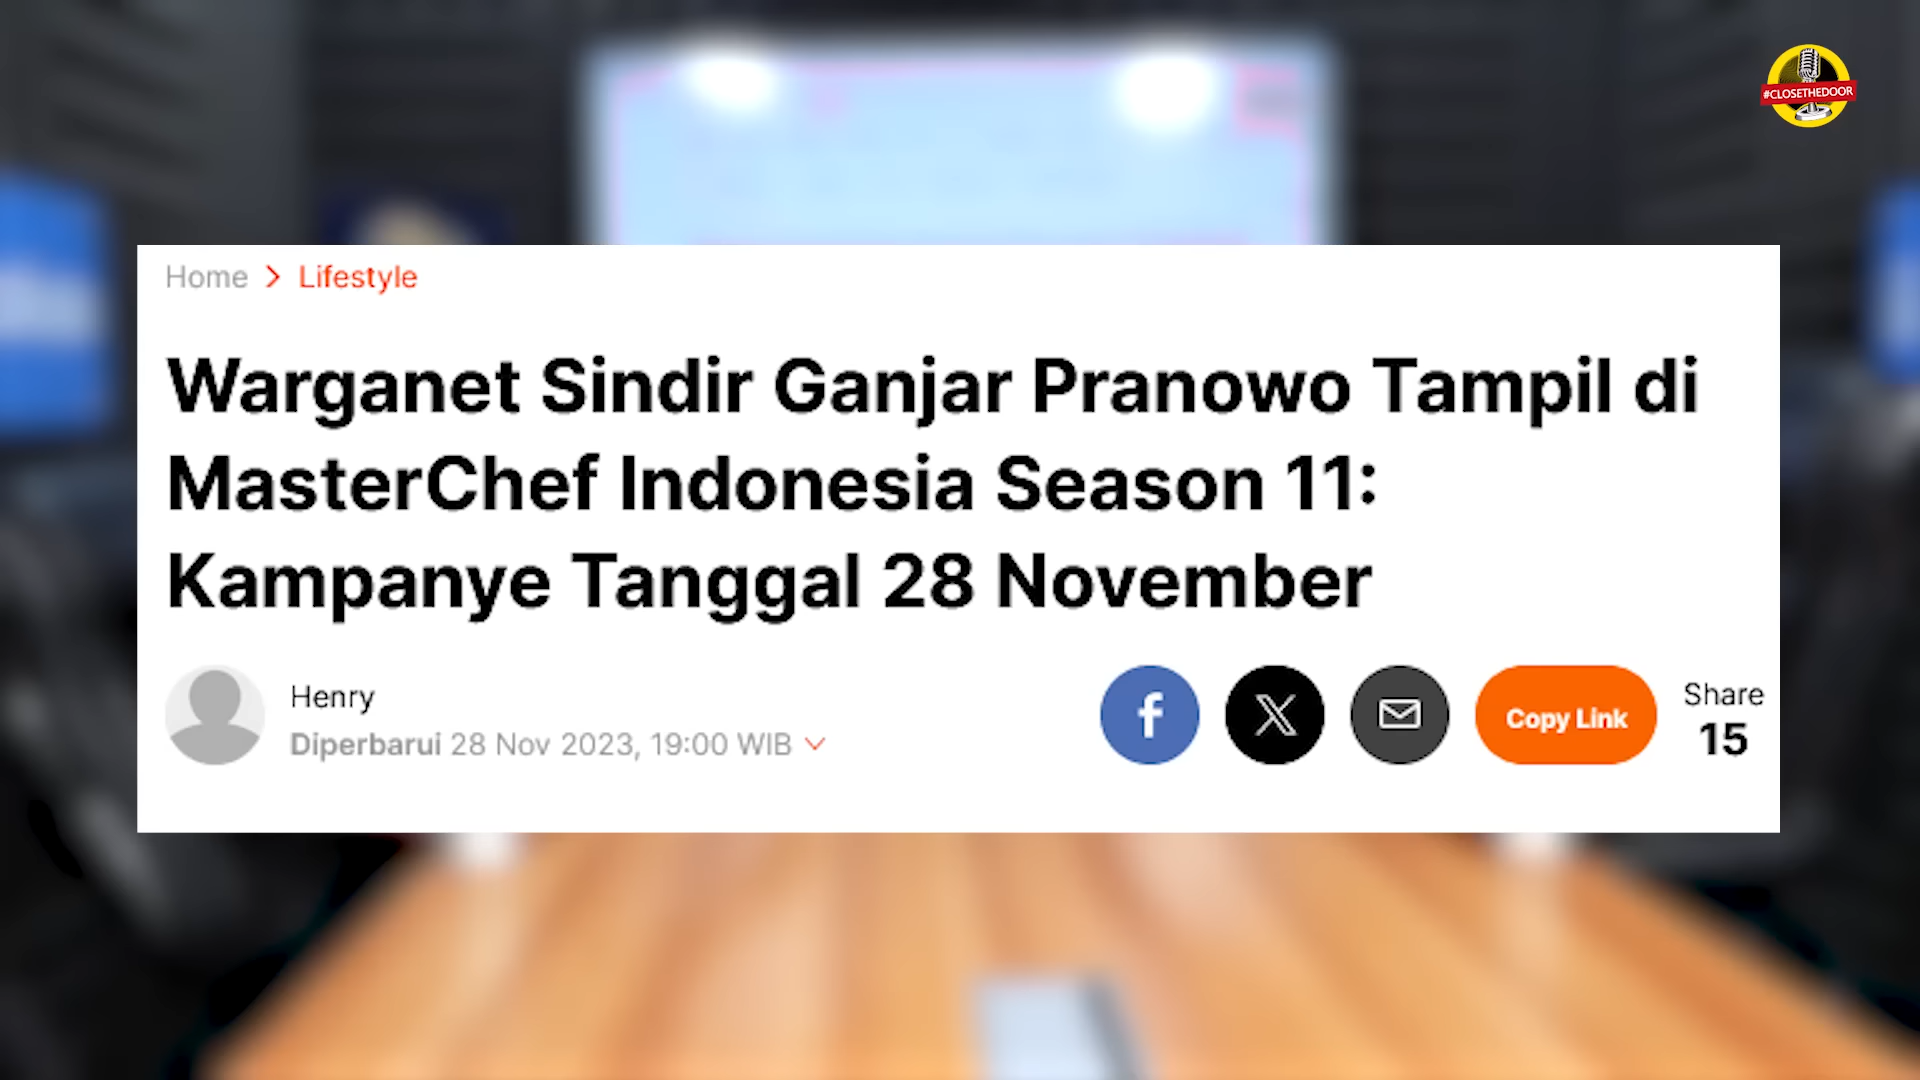 #CLOSETHEDOOR
Home > Lifestyle
Warganet Sindir Ganjar Pranowo Tampil di
MasterChef Indonesia Season 11:
Kampanye Tanggal 28 November
Henry
Diperbarui 28 Nov 2023, 19:00 WIB
Copy Link
Share
15